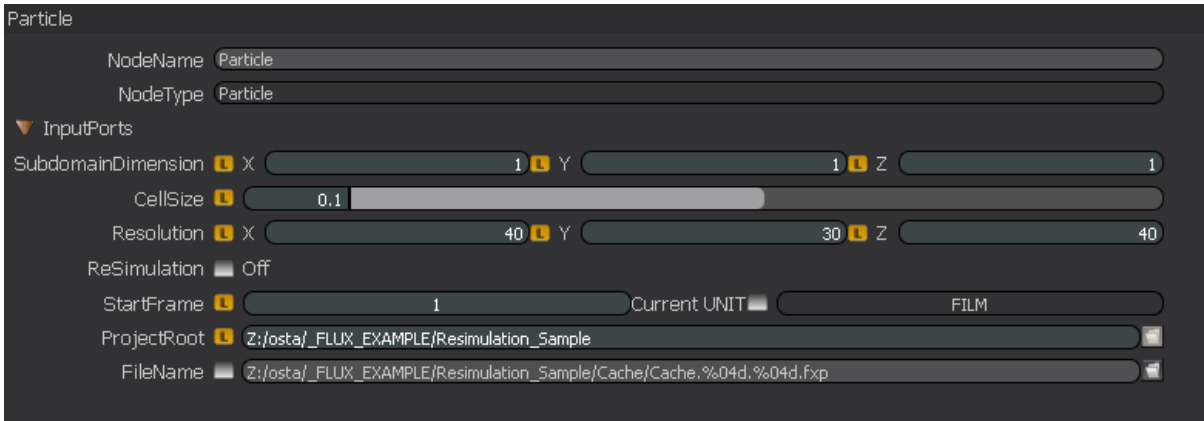 Particle
NodeName Particle
NodeType Particle
InputPorts
SubdomainDimension L X 1 L Y 1 L Z 1
CellSize L 0.1
Resolution L X 40 L Y 30 L Z 40
ReSimulation Off
StartFrame L 1 Current UNIT FILM
ProjectRoot L Z:/osta/_FLUX_EXAMPLE/Resimulation_Sample
FileName Z:/osta/_FLUX_EXAMPLE/Resimulation_Sample/Cache/Cache.%04d.%04d.fxp